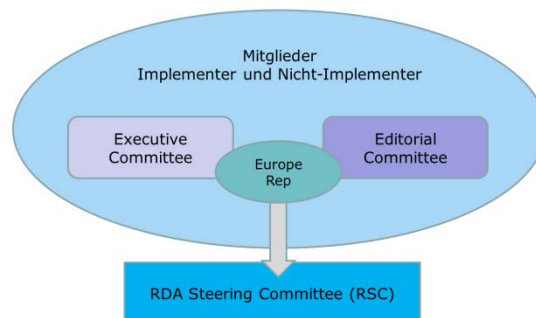 Mitglieder
Implementer und Nicht-Implementer
Executive
Committee
Editorial
Committee
Europe
Rep
RDA Steering Committee (RSC)